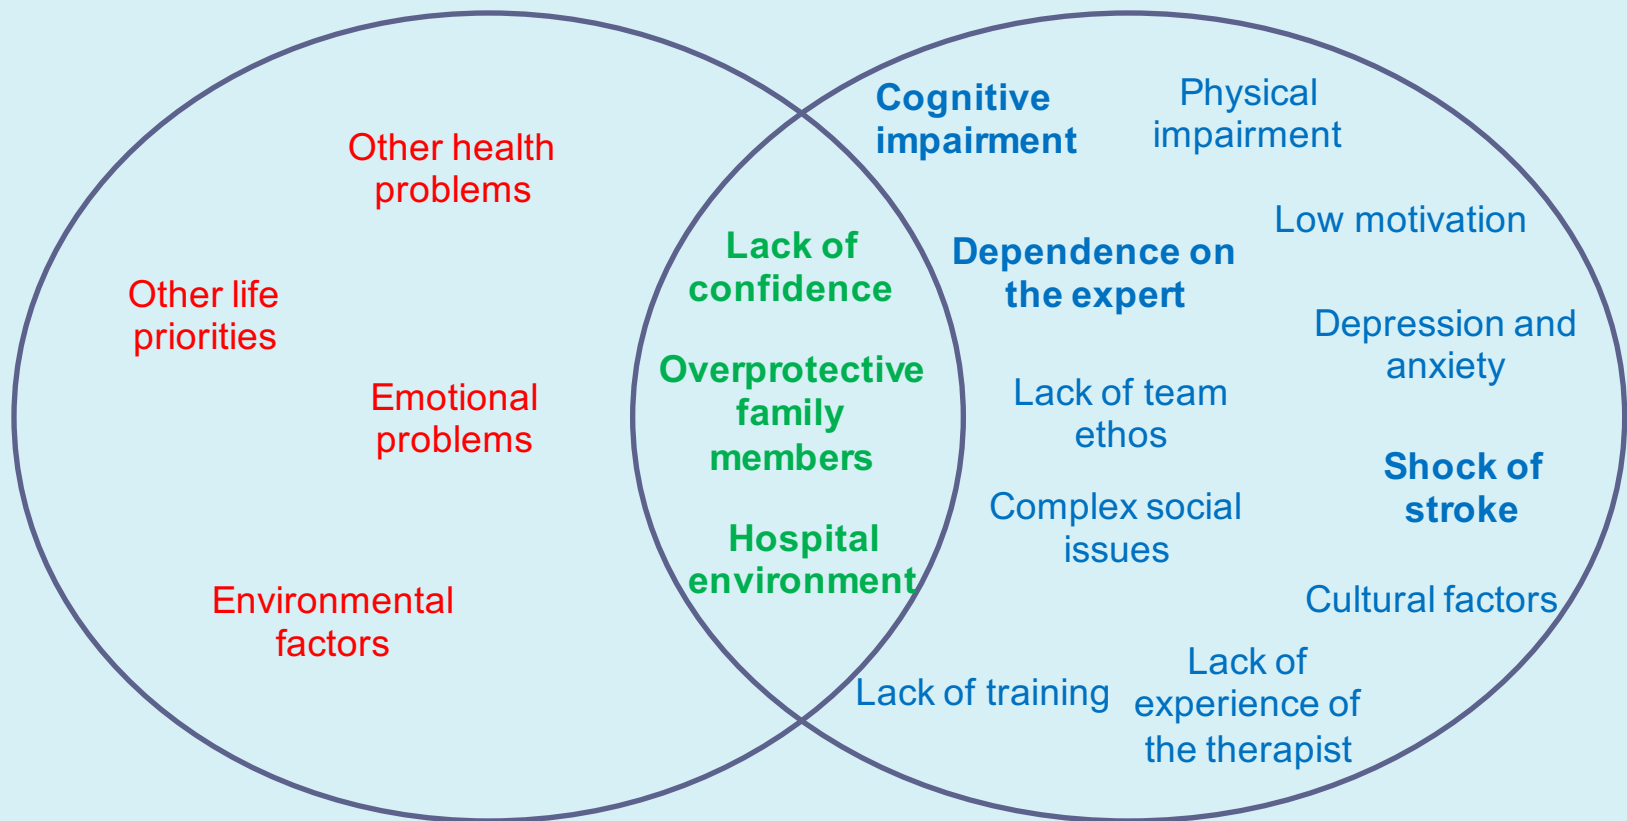 Other health
problems
Other life
priorities
Emotional
problems
Environmental
factors
Lack of
confidence
Overprotective
family
members
Hospital
environment
Cognitive
impairment
Physical
impairment
Low motivation
Dependence on
the expert
Depression and
anxiety
Lack of team
ethos
Shock of
stroke
Complex social
issues
Cultural factors
Lack of training
Lack of
experience of
the therapist